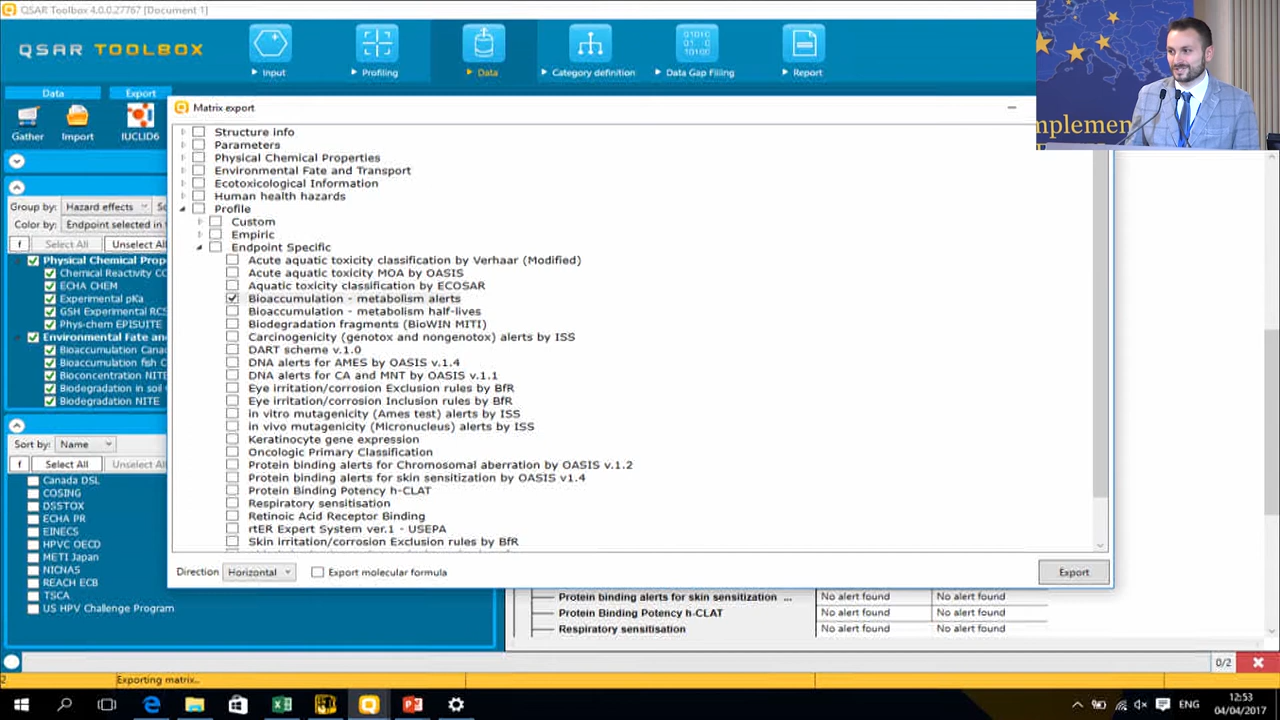 QSAR Toolbox 4.0.0.27767 [Document 1]
QSAR TOOLBOX
Input
Profiling
Data
Category definition
Data Gap Filling
Report
Data
Export
Gather
Import
IUCLID6
Group by: Hazard effects
Color by: Endpoint selected in
f Select All Unselect All
Physical Chemical Prop
Chemical Reactivity CO
ECHA CHEM
Experimental pKa
GSH Experimental RCS
Phys-chem EPISUITE
Environmental Fate an
Bioaccumulation Cana
Bioaccumulation fish C
Bioconcentration NITE
Biodegradation in soil
Biodegradation NITE
Sort by: Name
f Select All Unselect All
Canada DSL
COSING
DSSTOX
ECHA PR
EINECS
HPVC OECD
METI Japan
NICNAS
REACH ECB
TSCA
US HPV Challenge Program
Matrix export
Structure info
Parameters
Physical Chemical Properties
Environmental Fate and Transport
Ecotoxicological Information
Human health hazards
Profile
Custom
Empiric
Endpoint Specific
Acute aquatic toxicity classification by Verhaar (Modified)
Acute aquatic toxicity MOA by OASIS
Aquatic toxicity classification by ECOSAR
Bioaccumulation - metabolism alerts
Bioaccumulation - metabolism half-lives
Biodegradation fragments (BioWIN MITI)
Carcinogenicity (genotox and nongenotox) alerts by ISS
DART scheme v.1.0
DNA alerts for AMES by OASIS v.1.4
DNA alerts for CA and MNT by OASIS v.1.1
Eye irritation/corrosion Exclusion rules by BfR
Eye irritation/corrosion Inclusion rules by BfR
in vitro mutagenicity (Ames test) alerts by ISS
in vivo mutagenicity (Micronucleus) alerts by ISS
Keratinocyte gene expression
Oncologic Primary Classification
Protein binding alerts for Chromosomal aberration by OASIS v.1.2
Protein binding alerts for skin sensitization by OASIS v1.4
Protein Binding Potency h-CLAT
Respiratory sensitisation
Retinoic Acid Receptor Binding
rtER Expert System ver.1 - USEPA
Skin irritation/corrosion Exclusion rules by BfR
Direction Horizontal Export molecular formula Export
Protein binding alerts for skin sensitization ... No alert found No alert found
Protein Binding Potency h-CLAT No alert found No alert found
Respiratory sensitisation No alert found No alert found
mplemen
0/2
2 Exporting matrix..
ENG
12:53
04/04/2017